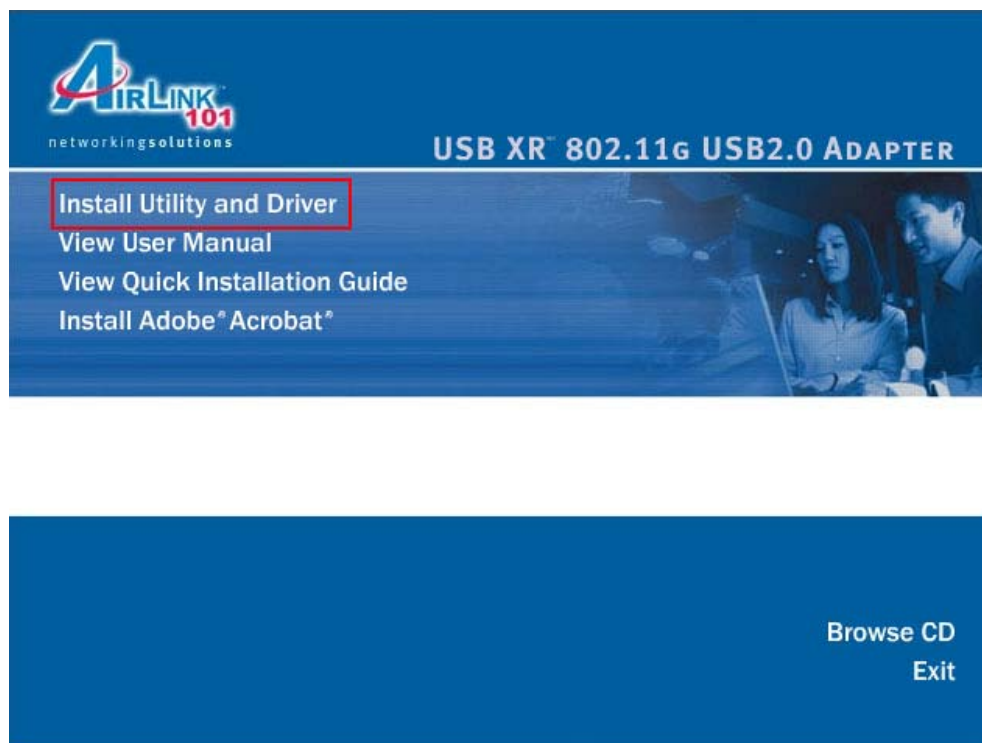 AIRLINK
101
networkingsolutions
USB XR™ 802.11G USB2.0 ADAPTER
Install Utility and Driver
View User Manual
View Quick Installation Guide
Install Adobe® Acrobat®
Browse CD
Exit